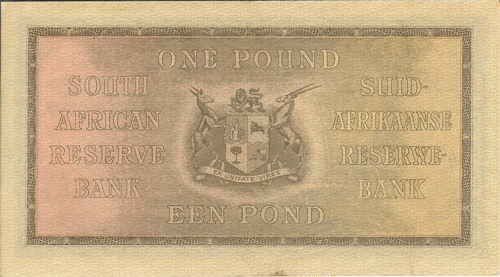 ONE POUND
SOUTH
AFRICAN
RESERVE
BANK
SUID-
AFRIKAANSE
RESERWE-
BANK
EX UNITATE VIRES
EEN POND